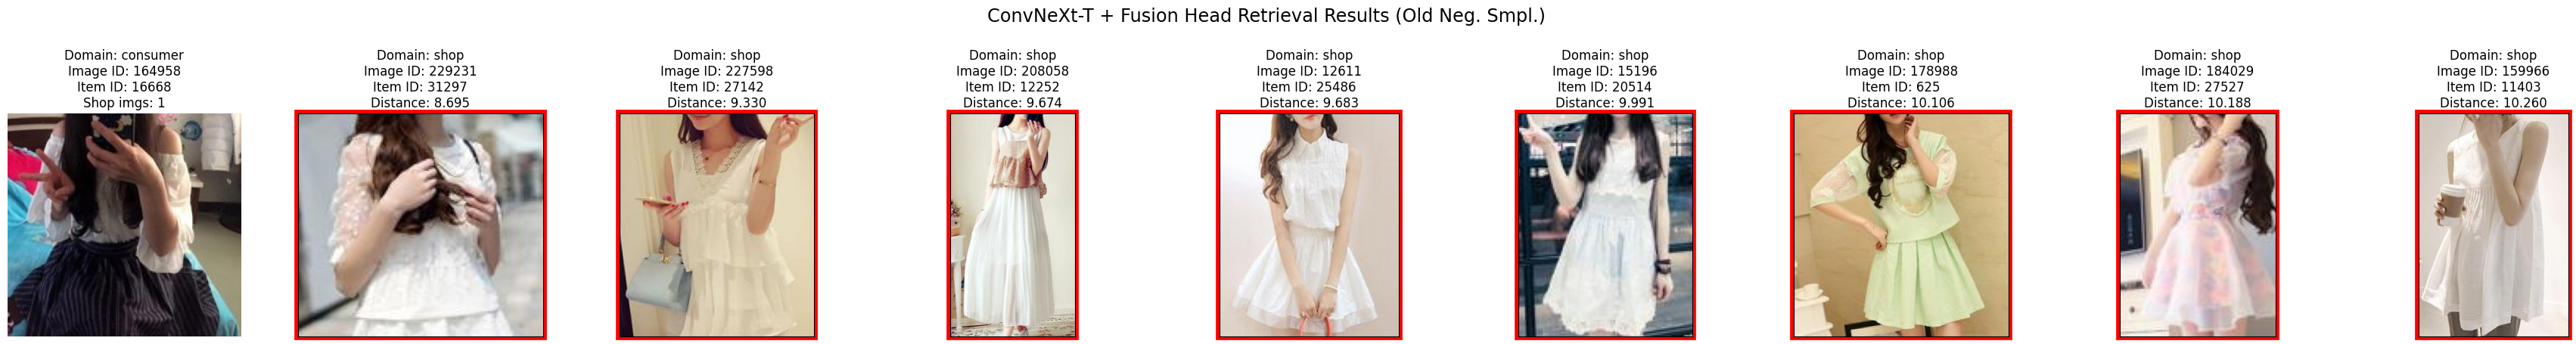 ConvNeXt-T + Fusion Head Retrieval Results (Old Neg. Smpl.)
Domain: consumer
Image ID: 164958
Item ID: 16668
Shop imgs: 1
Domain: shop
Image ID: 229231
Item ID: 31297
Distance: 8.695
Domain: shop
Image ID: 227598
Item ID: 27142
Distance: 9.330
Domain: shop
Image ID: 208058
Item ID: 12252
Distance: 9.674
Domain: shop
Image ID: 12611
Item ID: 25486
Distance: 9.683
Domain: shop
Image ID: 15196
Item ID: 20514
Distance: 9.991
Domain: shop
Image ID: 178988
Item ID: 625
Distance: 10.106
Domain: shop
Image ID: 184029
Item ID: 27527
Distance: 10.188
Domain: shop
Image ID: 159966
Item ID: 11403
Distance: 10.260